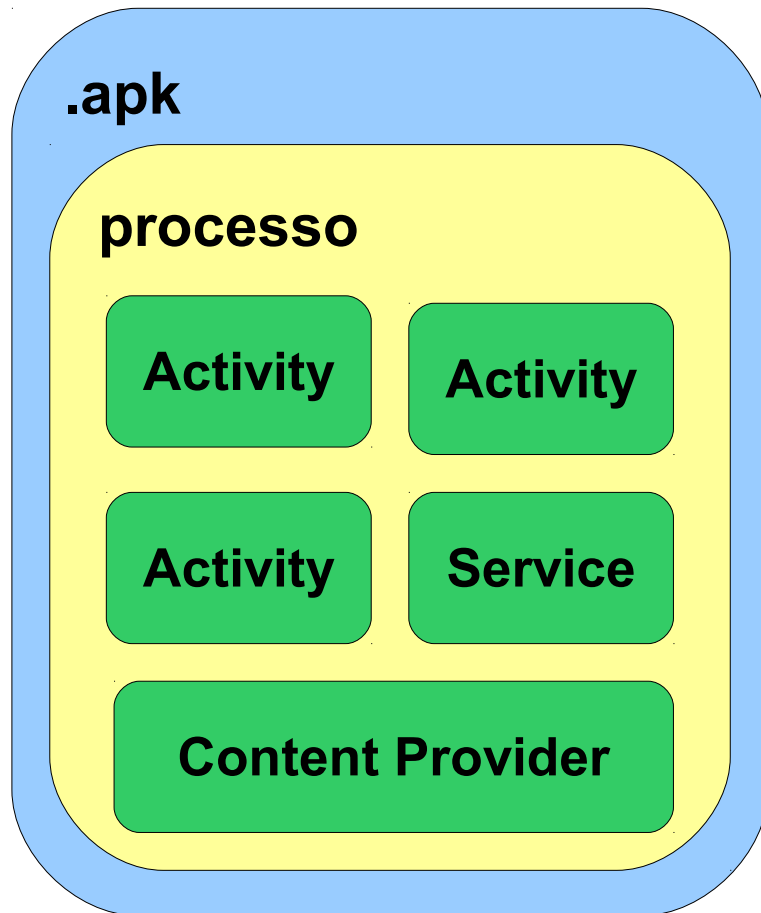 .apk
processo
Activity
Activity
Activity
Service
Content Provider